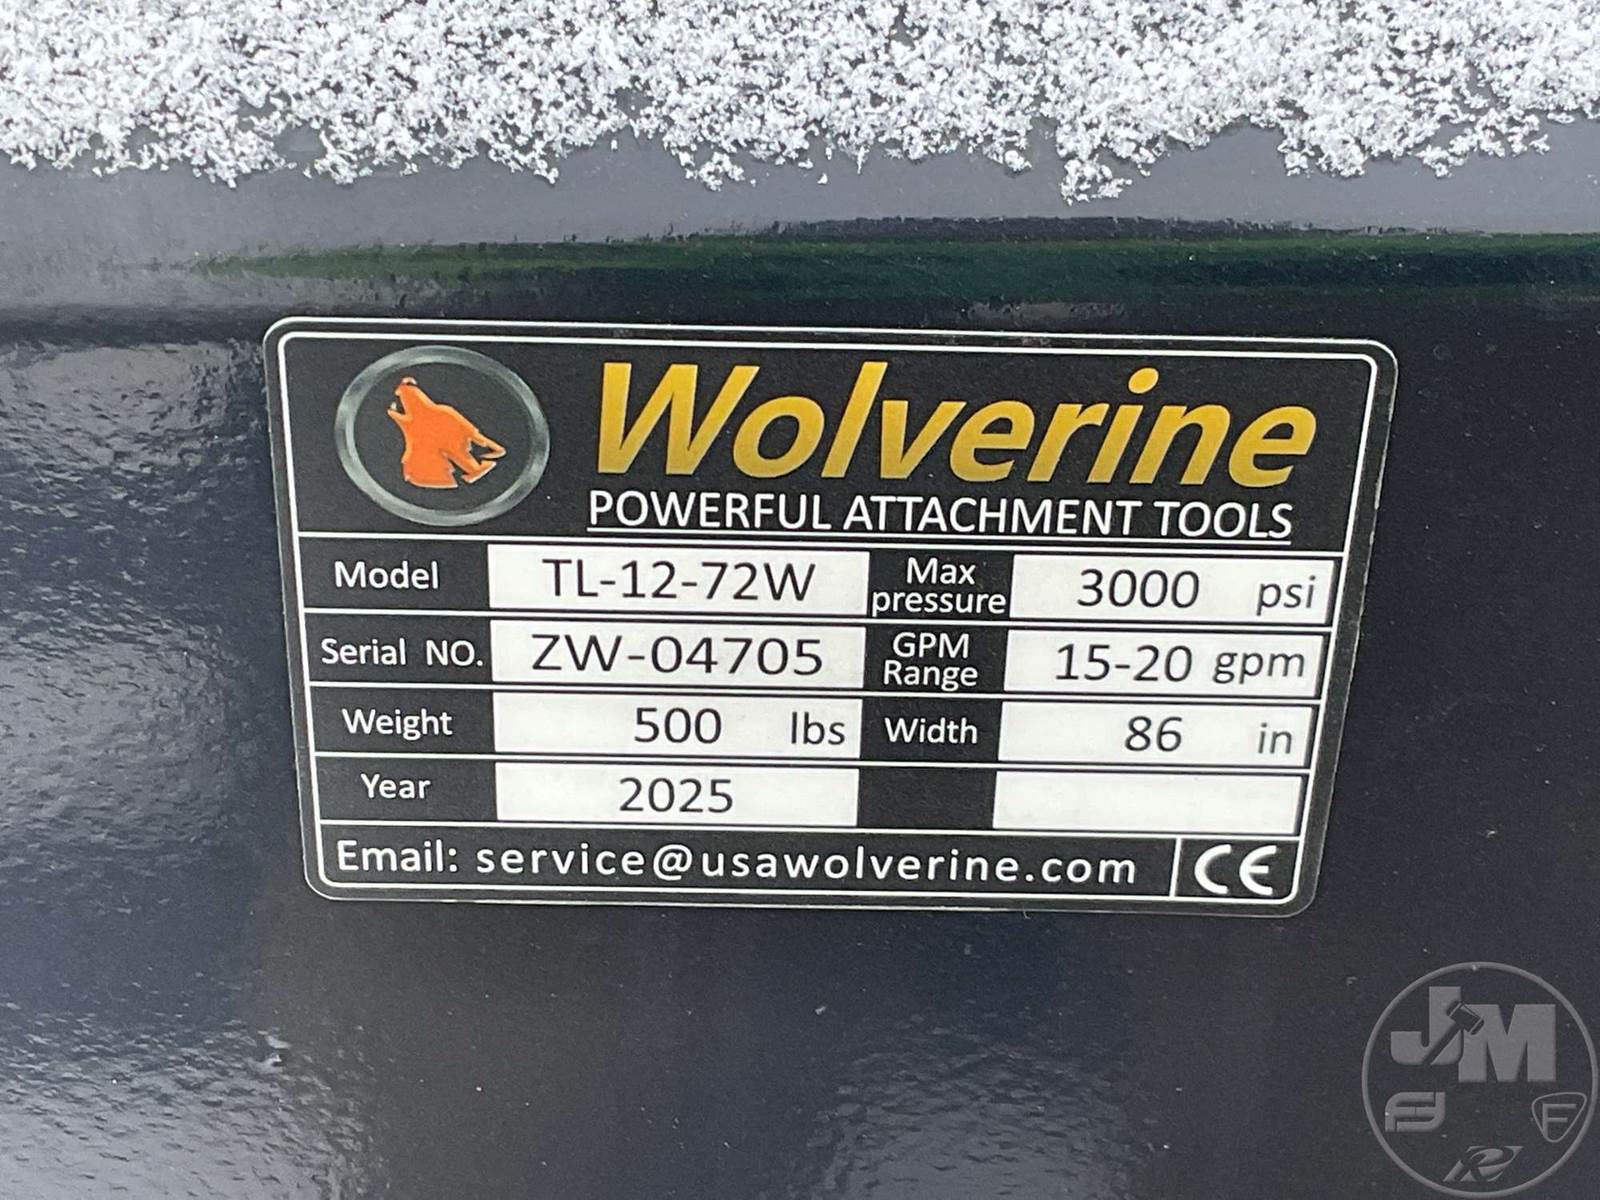 Wolverine
POWERFUL ATTACHMENT TOOLS
Model TL-12-72W Max pressure 3000 psi
Serial NO. ZW-04705 GPM Range 15-20 gpm
Weight 500 lbs Width 86 in
Year 2025
Email: service@usawolverine.com CE
JM
F